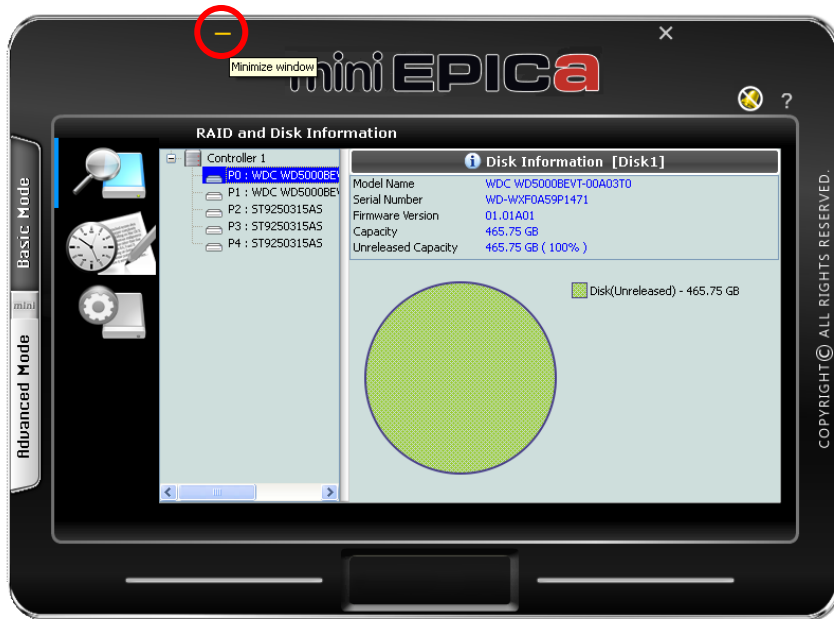 Minimize window
mini EPICa
?
RAID and Disk Information
Controller 1
P0 : WDC WD5000BEV
P1 : WDC WD5000BEV
P2 : ST9250315AS
P3 : ST9250315AS
P4 : ST9250315AS
Disk Information [Disk1]
Model Name WDC WD5000BEVT-00A03T0
Serial Number WD-WXF0A59P1471
Firmware Version 01.01A01
Capacity 465.75 GB
Unreleased Capacity 465.75 GB ( 100% )
Disk(Unreleased) - 465.75 GB
Basic Mode
mini
Advanced Mode
COPYRIGHT© ALL RIGHTS RESERVED.